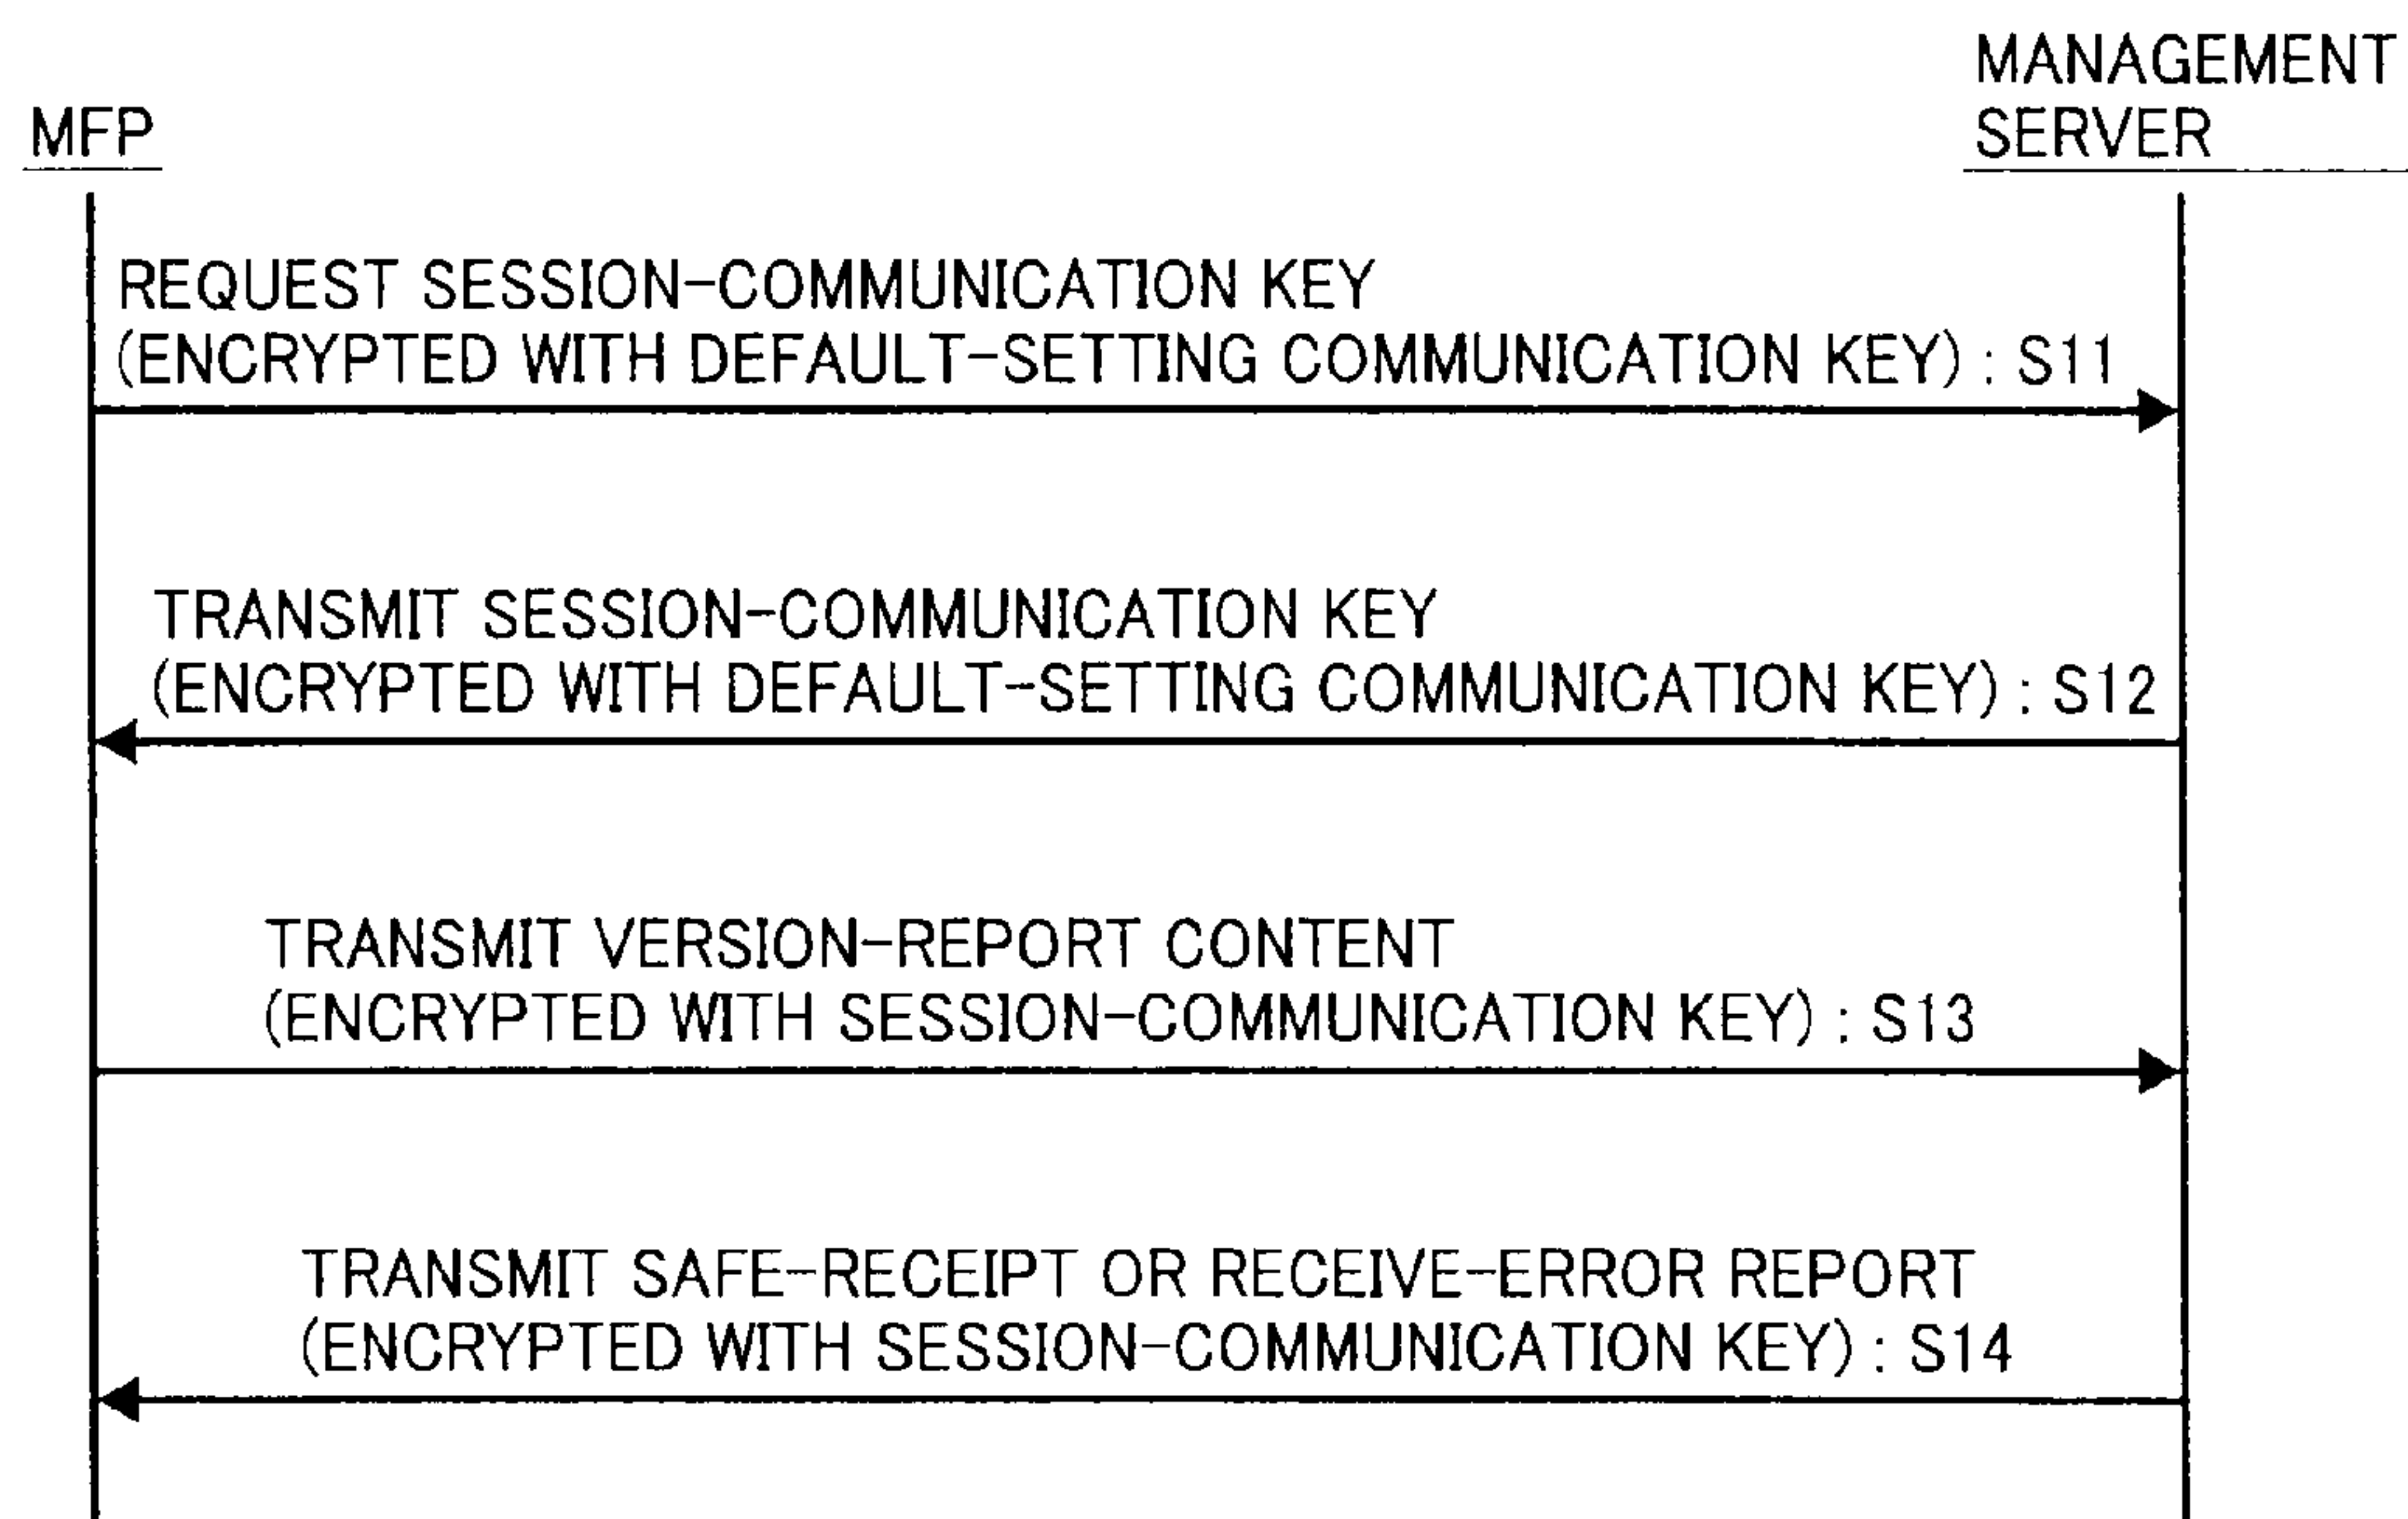 MFP
MANAGEMENT
SERVER
REQUEST SESSION-COMMUNICATION KEY
(ENCRYPTED WITH DEFAULT-SETTING COMMUNICATION KEY) : S11
TRANSMIT SESSION-COMMUNICATION KEY
(ENCRYPTED WITH DEFAULT-SETTING COMMUNICATION KEY) : S12
TRANSMIT VERSION-REPORT CONTENT
(ENCRYPTED WITH SESSION-COMMUNICATION KEY) : S13
TRANSMIT SAFE-RECEIPT OR RECEIVE-ERROR REPORT
(ENCRYPTED WITH SESSION-COMMUNICATION KEY) : S14